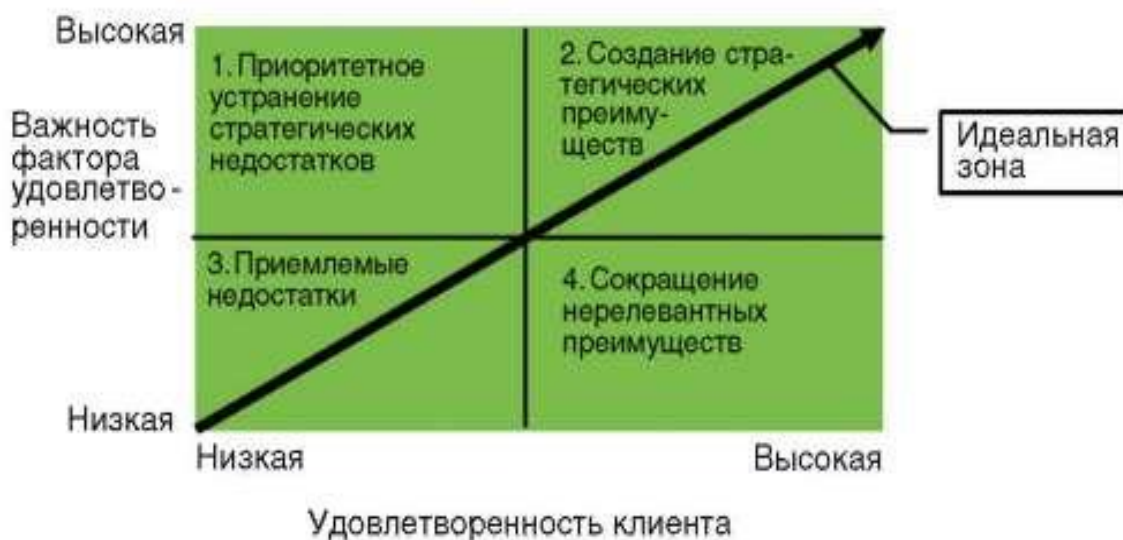 Высокая
Важность
фактора
удовлетво-
ренности
1. Приоритетное
устранение
стратегических
недостатков
2. Создание стра-
тегических
преиму-
ществ
Идеальная
зона
3. Приемлемые
недостатки
4. Сокращение
нерелевантных
преимуществ
Низкая
Низкая
Высокая
Удовлетворенность клиента